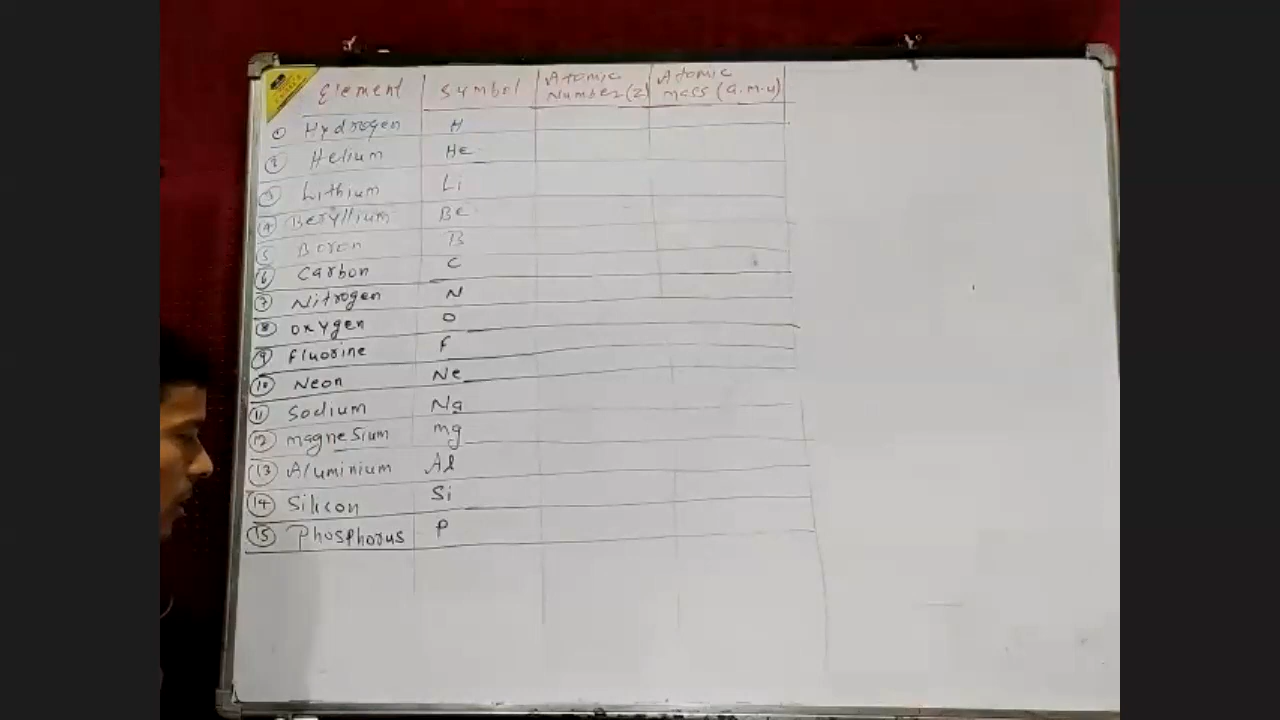 Element Symbol Atomic Number(Z) Atomic mass (a.m.u)
1 Hydrogen H
2 Helium He
3 Lithium Li
4 Beryllium Be
5 Boron B
6 Carbon C
7 Nitrogen N
8 Oxygen O
9 Fluorine F
10 Neon Ne
11 Sodium Na
12 magnesium mg
13 Aluminium Al
14 Silicon Si
15 Phosphorus P